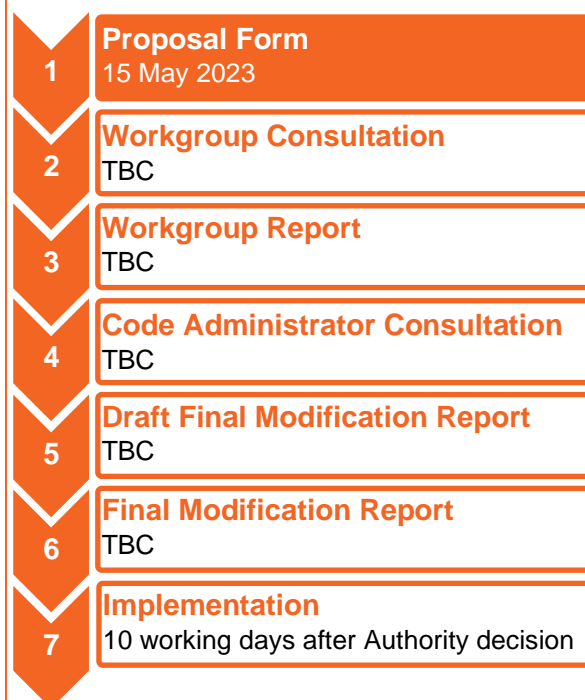 1
Proposal Form
15 May 2023
2
Workgroup Consultation
TBC
3
Workgroup Report
TBC
4
Code Administrator Consultation
TBC
5
Draft Final Modification Report
TBC
6
Final Modification Report
TBC
7
Implementation
10 working days after Authority decision